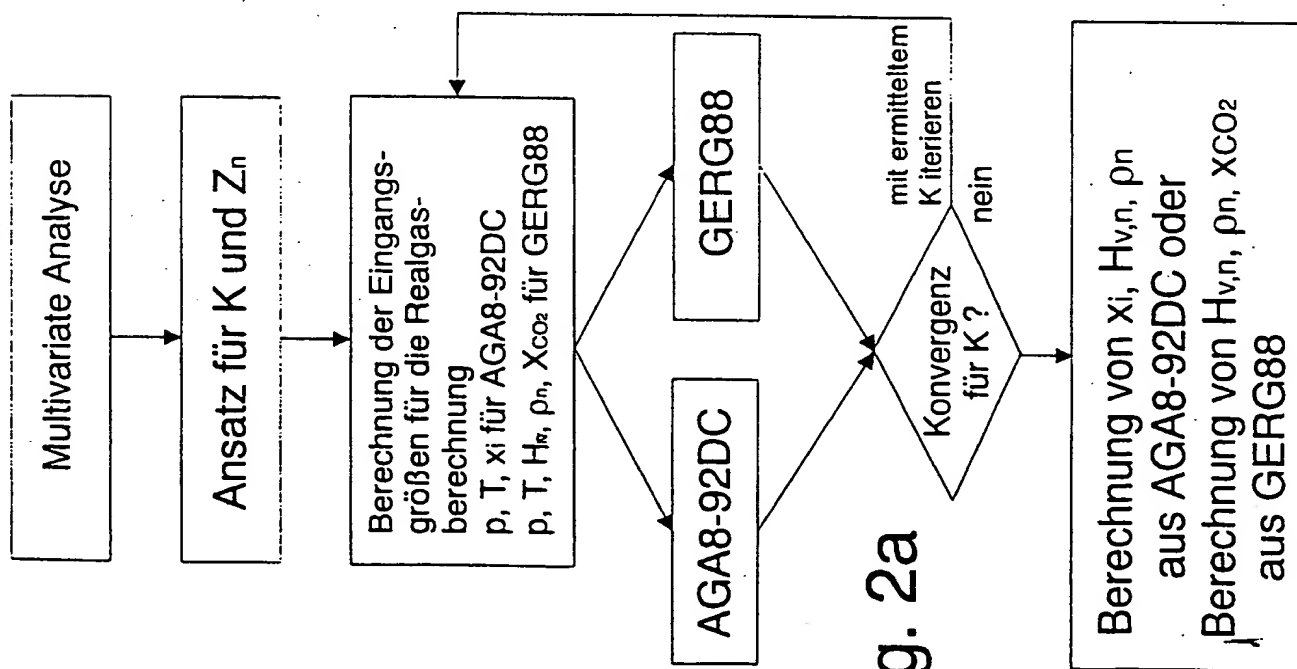 Multivariate Analyse
Ansatz für K und Zn
Berechnung der Eingangs-
größen für die Realgas-
berechnung
p, T, xi für AGA8-92DC
p, T, Hv, ρn, XCO2 für GERG88
AGA8-92DC
GERG88
Konvergenz
für K ?
mit ermitteltem
K iterieren
nein
Berechnung von xi, Hv,n, ρn
aus AGA8-92DC oder
Berechnung von Hv,n, ρn, xCO2
aus GERG88
g. 2a